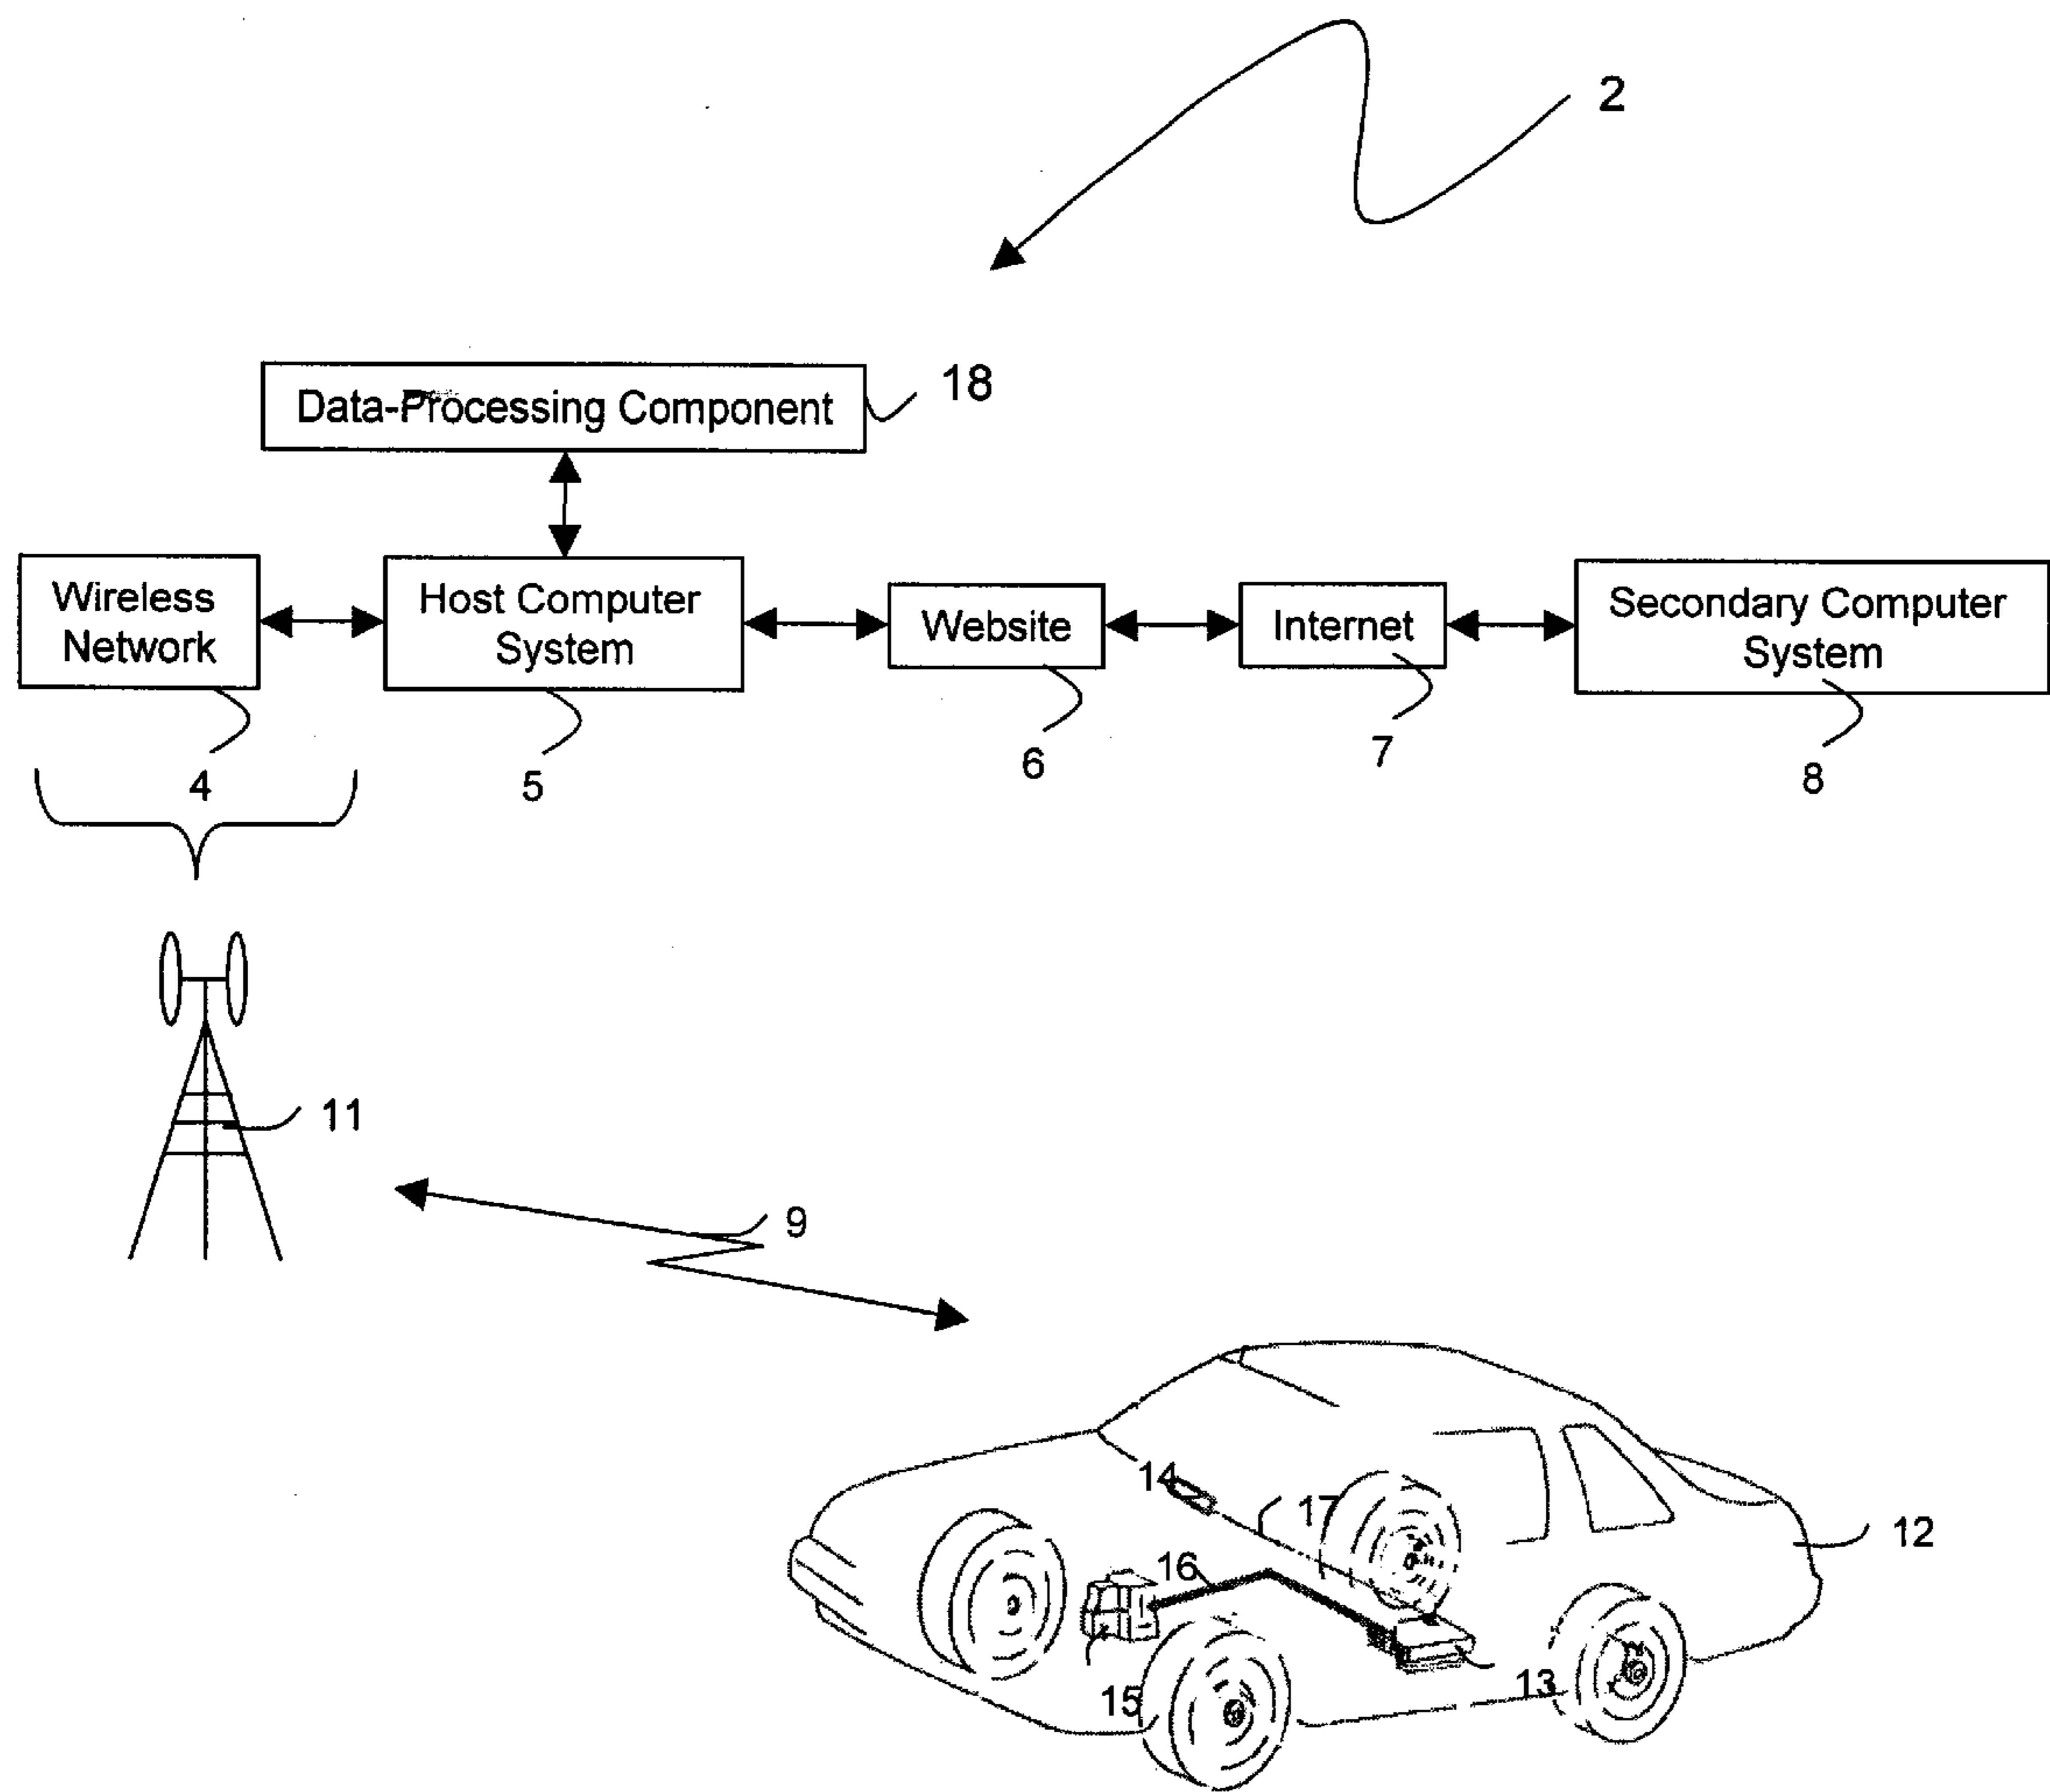 2
18
Data-Processing Component
Wireless
Network
Host Computer
System
Website
Internet
Secondary Computer
System
4
5
6
7
8
11
9
14
17
12
16
15
13